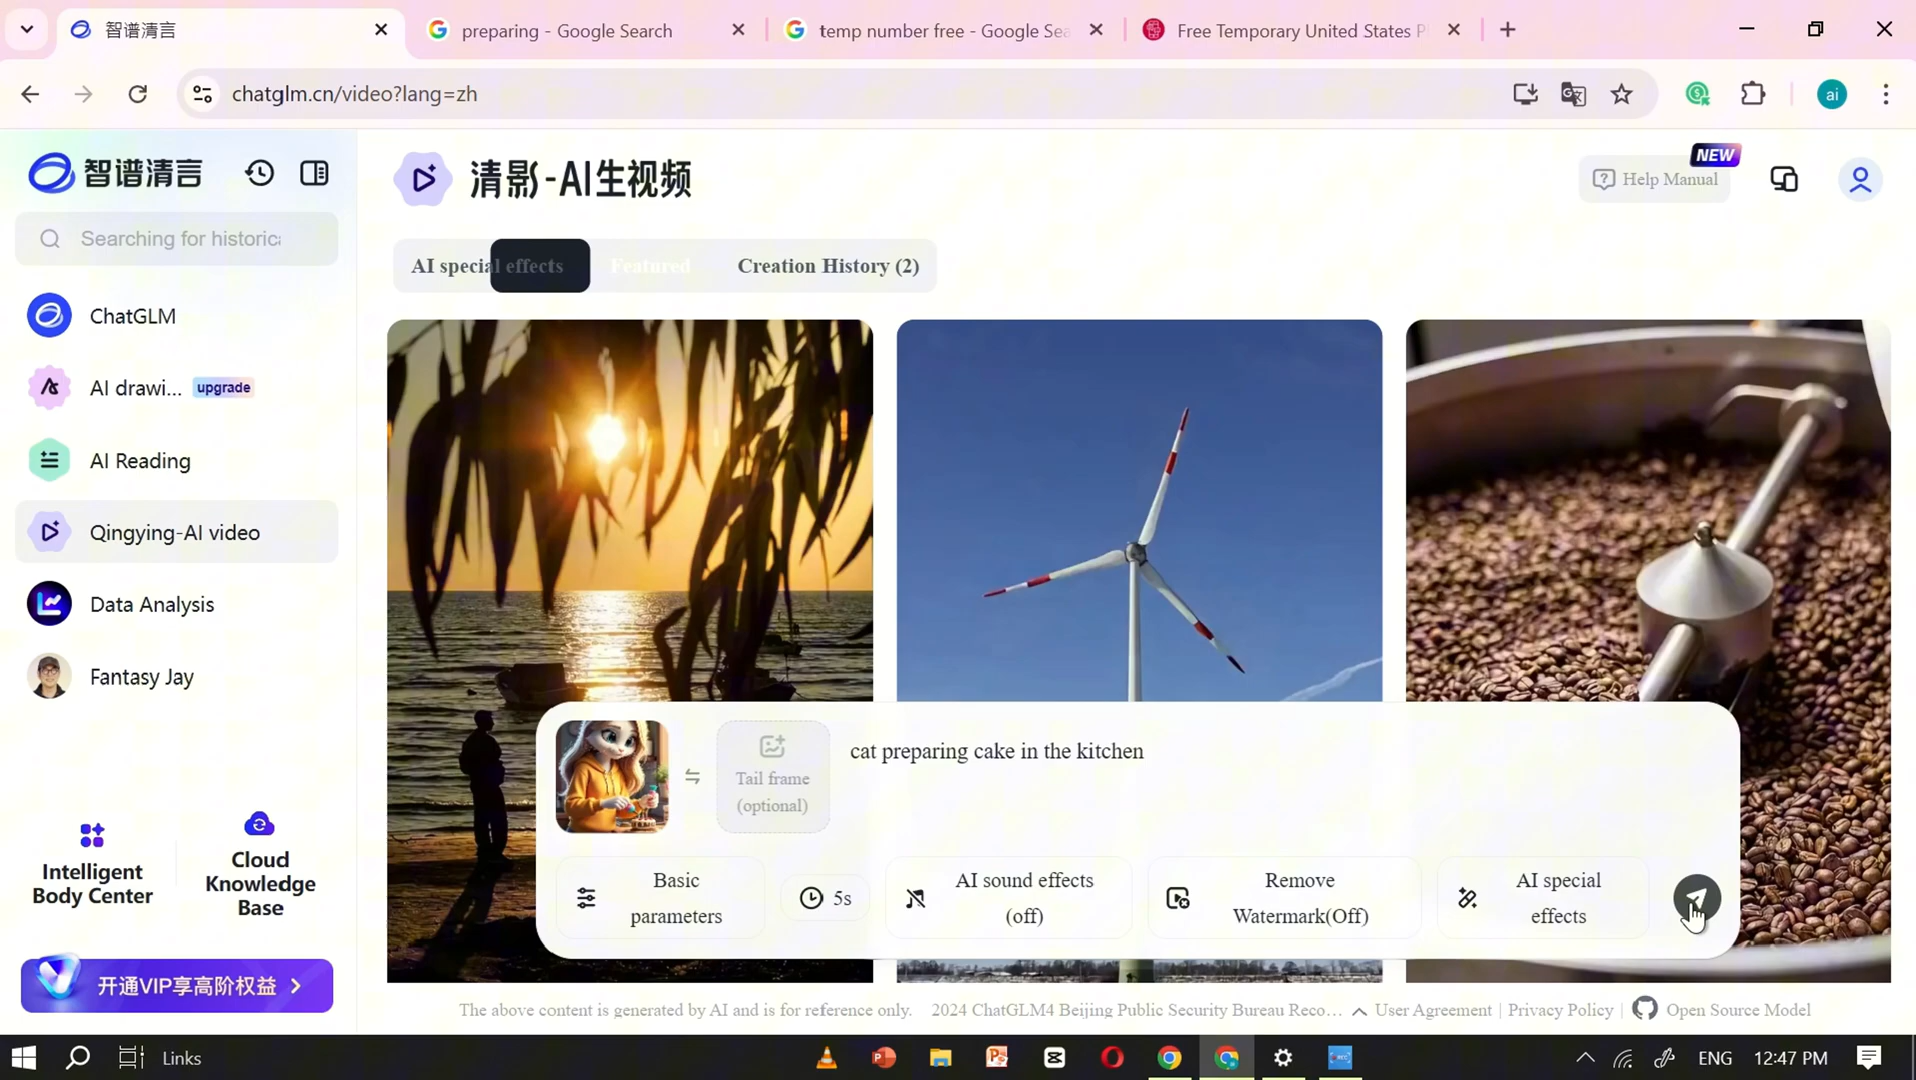 智谱清言
preparing - Google Search
temp number free - Google Sea
Free Temporary United States P
chatglm.cn/video?lang=zh
ai
智谱清言
清影-AI生视频
NEW
Help Manual
Searching for historica
AI special effects
Featured
Creation History (2)
ChatGLM
AI drawi...
upgrade
AI Reading
Qingying-AI video
Data Analysis
Fantasy Jay
Intelligent
Body Center
Cloud
Knowledge
Base
开通VIP享高阶权益
cat preparing cake in the kitchen
Tail frame
(optional)
Basic
parameters
5s
AI sound effects
(off)
Remove
Watermark(Off)
AI special
effects
The above content is generated by AI and is for reference only.
2024 ChatGLM4 Beijing Public Security Bureau Reco...
User Agreement
Privacy Policy
Open Source Model
Links
ENG
12:47 PM